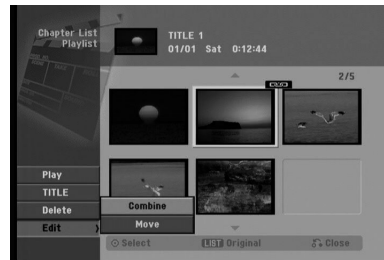 Chapter List
Playlist
TITLE 1
01/01 Sat 0:12:44
2/5
Play
TITLE
Delete
Edit
Combine
Move
Select
LIST Original
Close